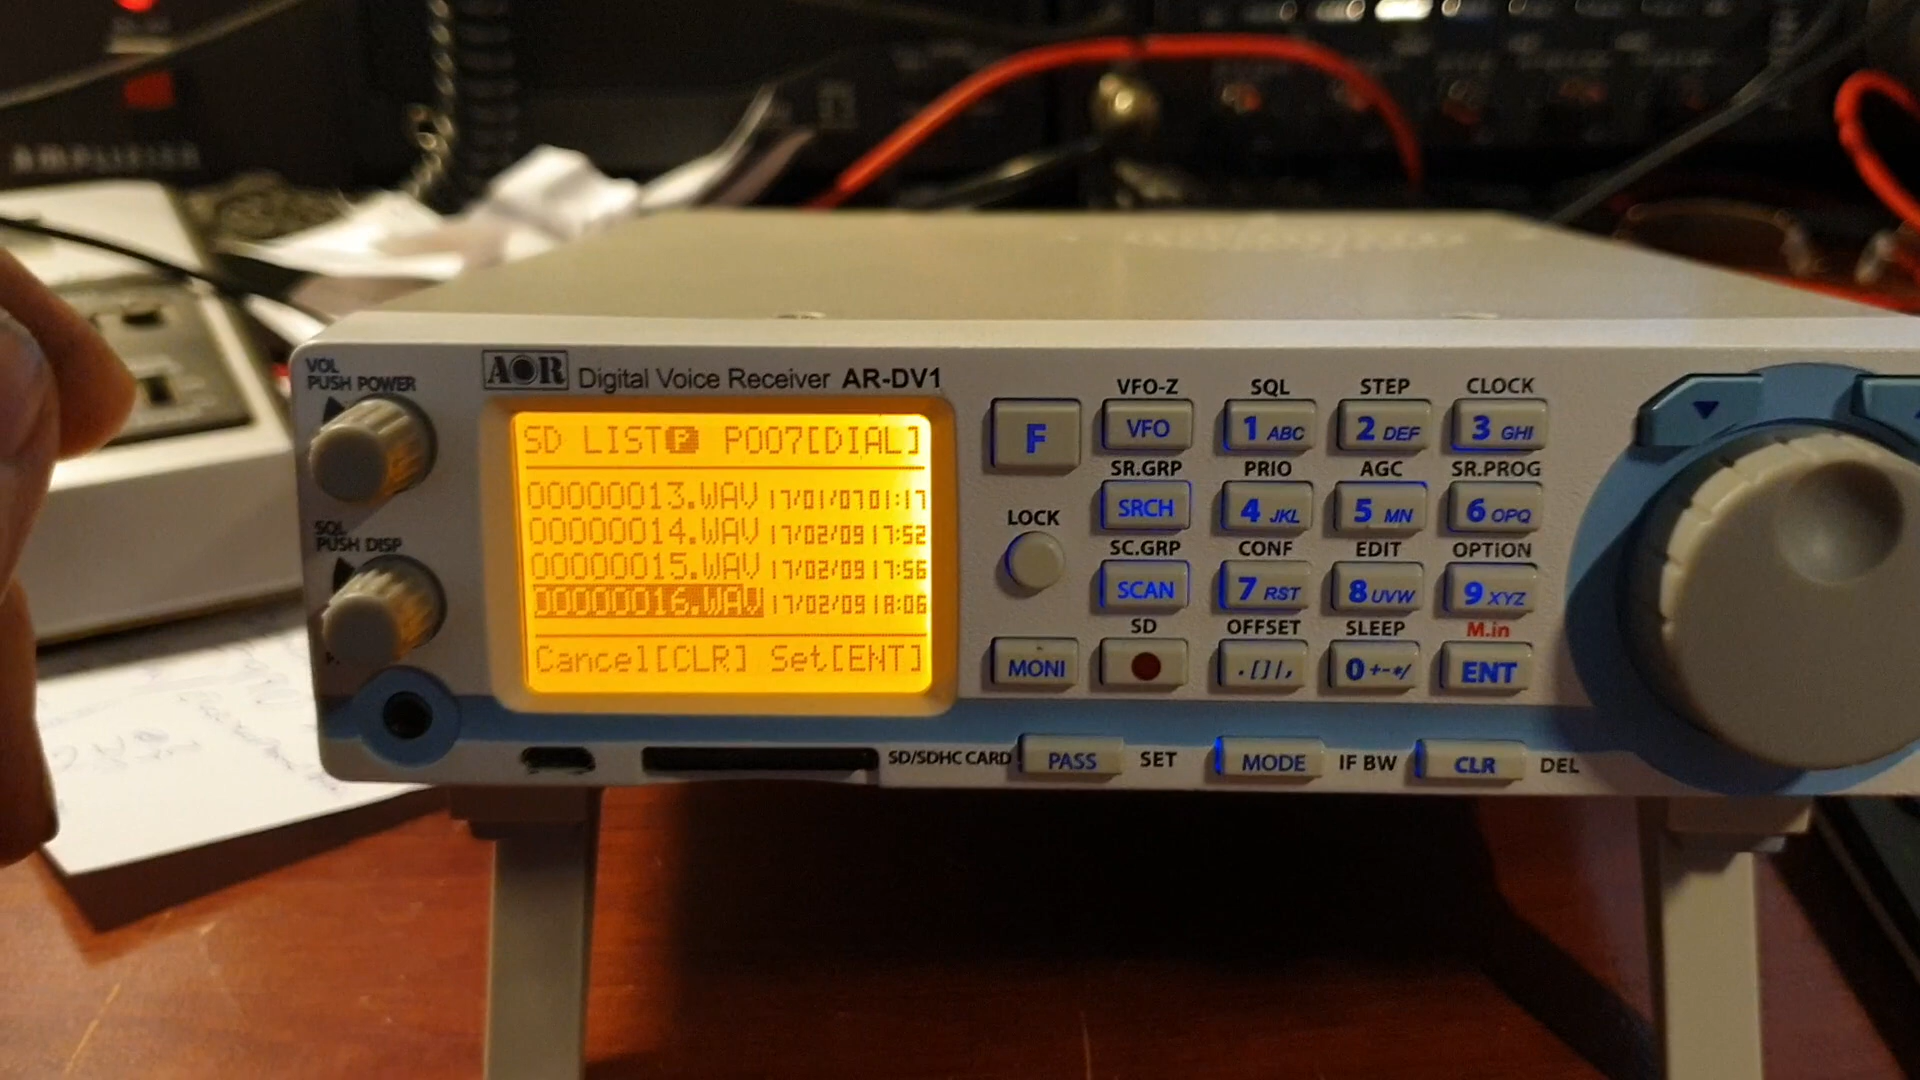 AMPLIFIER
VOL
PUSH POWER
AOR Digital Voice Receiver AR-DV1
SD LIST P P007[DIAL]
00000013.WAV 17/01/07 01:17
00000014.WAV 17/02/09 17:52
00000015.WAV 17/02/09 17:56
00000016.WAV 17/02/09 18:06
Cancel[CLR] Set[ENT]
SQL
PUSH DISP
F
LOCK
MONI
VFO-Z SQL STEP CLOCK
VFO 1 ABC 2 DEF 3 GHI
SR.GRP PRIO AGC SR.PROG
SRCH 4 JKL 5 MN 6 OPQ
SC.GRP CONF EDIT OPTION
SCAN 7 RST 8 UVW 9 XYZ
SD OFFSET SLEEP M.in
.[]|, 0 +-*/ ENT
SD/SDHC CARD PASS SET MODE IF BW CLR DEL